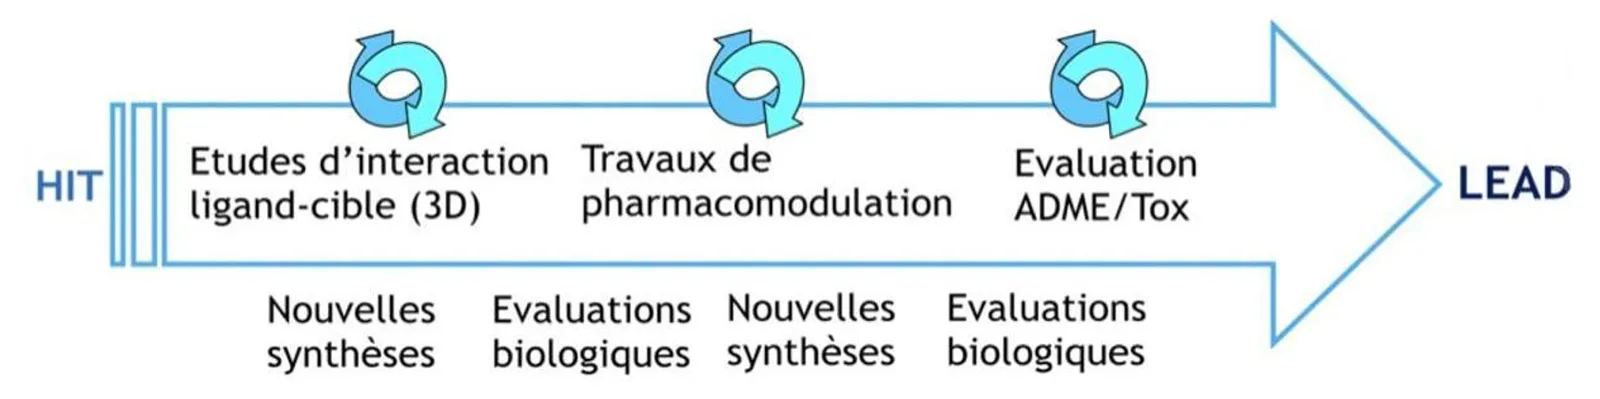 HIT
Etudes d'interaction
ligand-cible (3D)
Travaux de
pharmacomodulation
Evaluation
ADME/Tox
LEAD
Nouvelles
synthèses
Evaluations
biologiques
Nouvelles
synthèses
Evaluations
biologiques